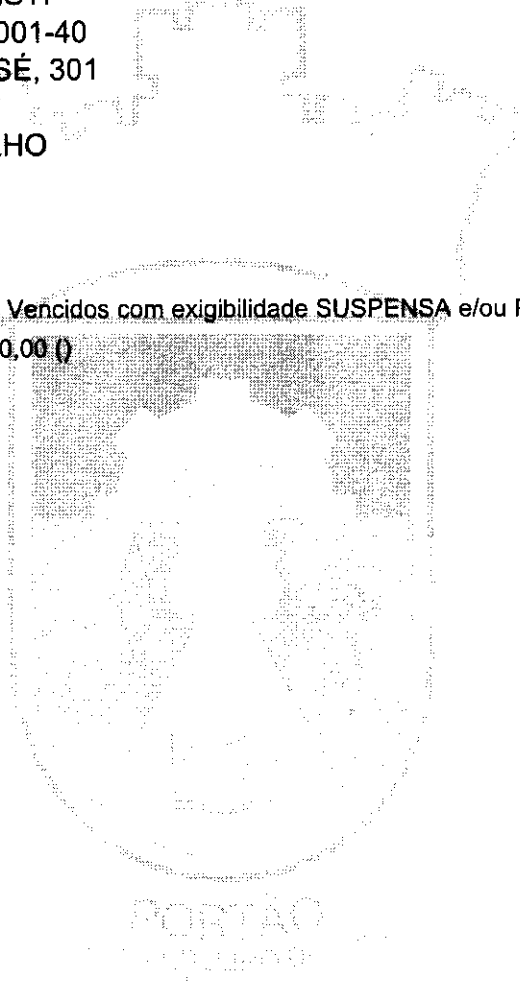 001-40
SÉ, 301
LHO
Vencidos com exigibilidade SUSPENSA e/ou
0,00 ()
PORTÃO